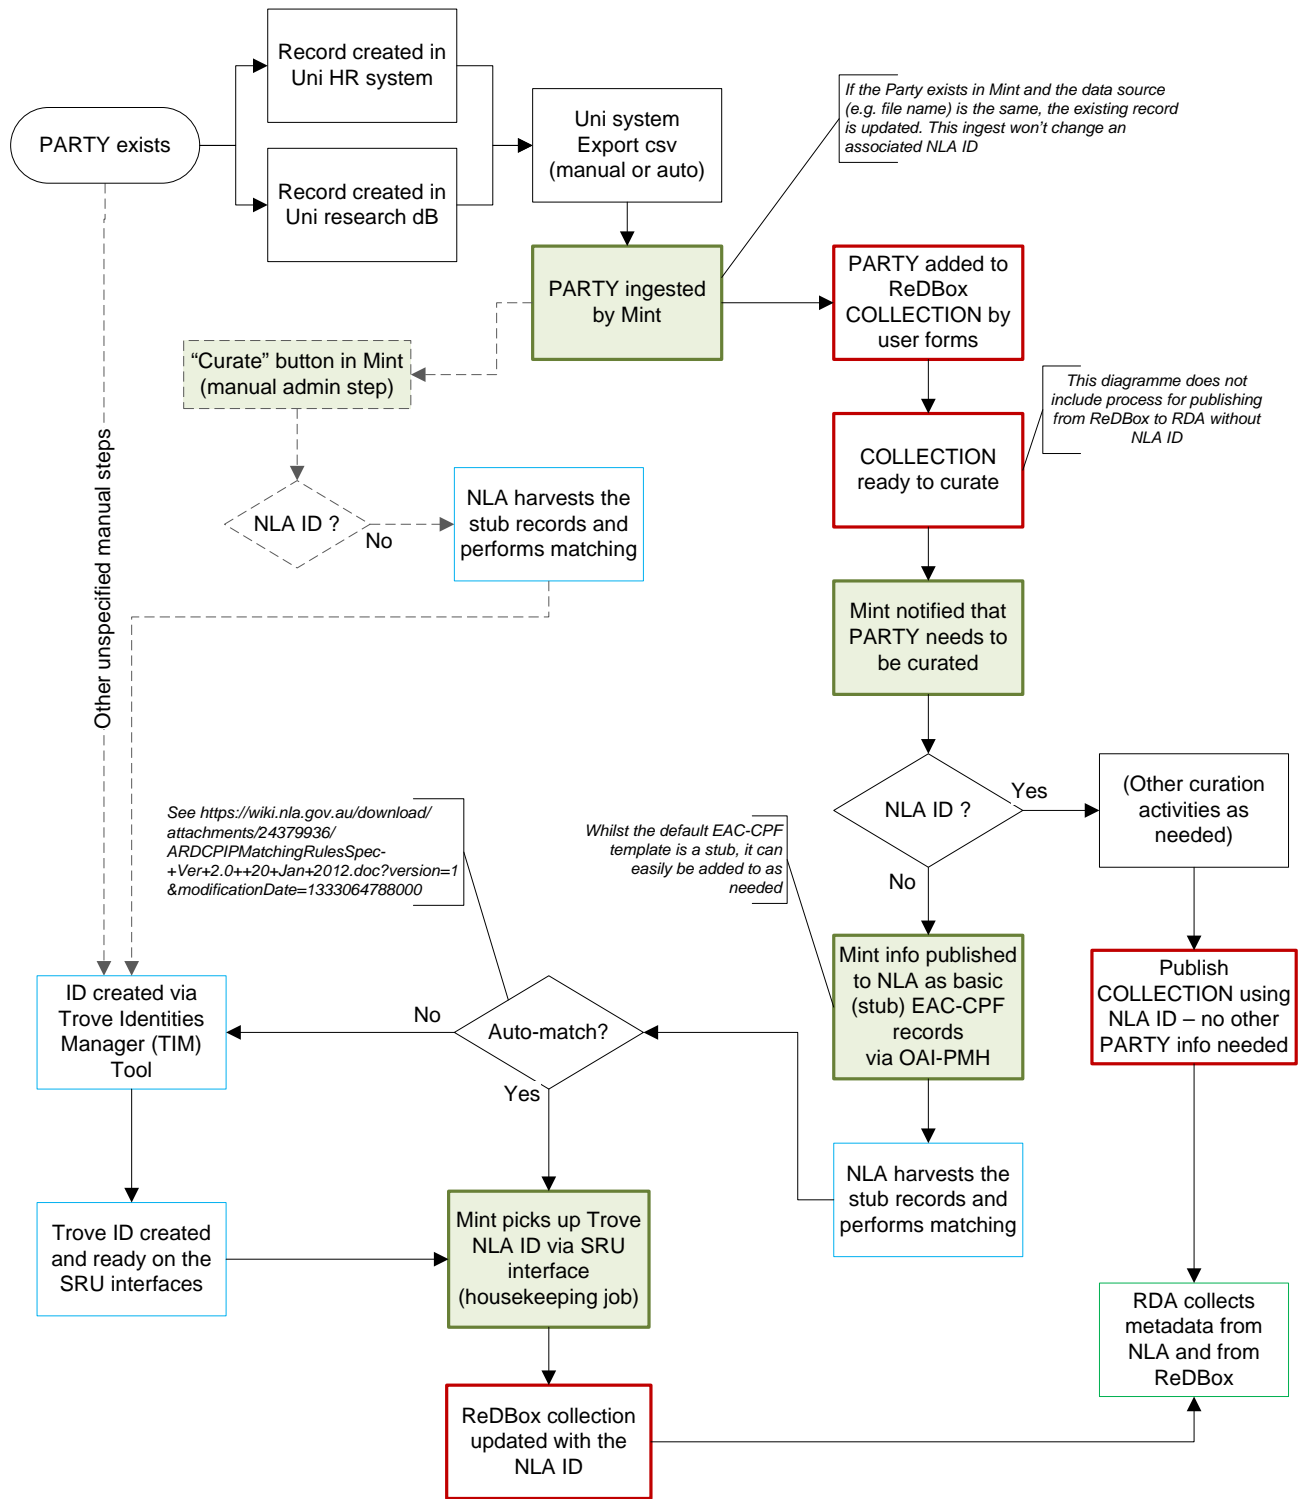 Record created in
Uni HR system
PARTY exists
Record created in
Uni research dB
Uni system
Export csv
(manual or auto)
If the Party exists in Mint and the data source
(e.g. file name) is the same, the existing record
is updated. This ingest won't change an
associated NLA ID
PARTY ingested
by Mint
PARTY added to
ReDBox
COLLECTION by
user forms
“Curate” button in Mint
(manual admin step)
This diagramme does not
include process for publishing
from ReDBox to RDA without
NLA ID
COLLECTION
ready to curate
NLA ID ?
No
NLA harvests the
stub records and
performs matching
Other unspecified manual steps
Mint notified that
PARTY needs to
be curated
NLA ID ?
Yes
No
(Other curation
activities as
needed)
See https://wiki.nla.gov.au/download/
attachments/24379936/
ARDCPIPMatchingRulesSpec-
+Ver+2.0++20+Jan+2012.doc?version=1
&modificationDate=1333064788000
Whilst the default EAC-CPF
template is a stub, it can
easily be added to as
needed
Mint info published
to NLA as basic
(stub) EAC-CPF
records
via OAI-PMH
Publish
COLLECTION using
NLA ID – no other
PARTY info needed
ID created via
Trove Identities
Manager (TIM)
Tool
No
Auto-match?
Yes
NLA harvests the
stub records and
performs matching
Trove ID created
and ready on the
SRU interfaces
Mint picks up Trove
NLA ID via SRU
interface
(housekeeping job)
RDA collects
metadata from
NLA and from
ReDBox
ReDBox collection
updated with the
NLA ID